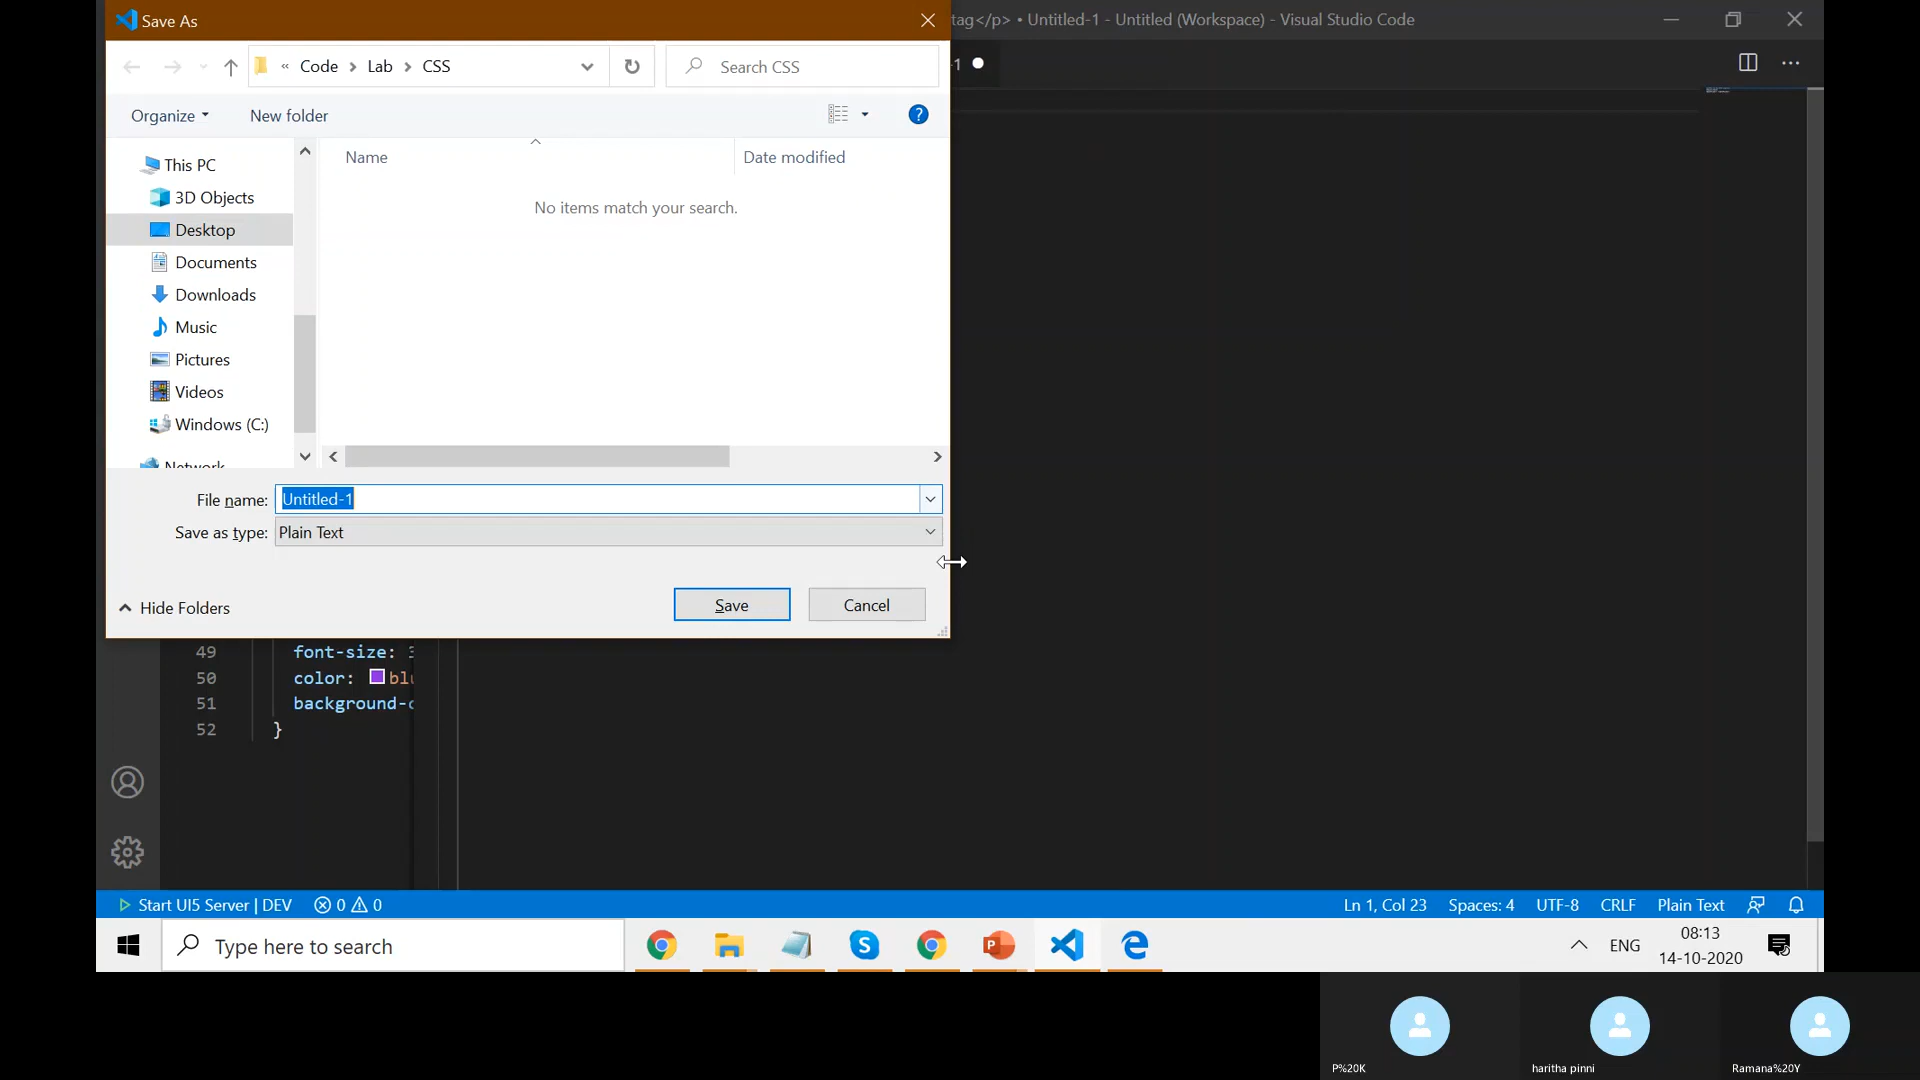 Save As
tag</p> • Untitled-1 - Untitled (Workspace) - Visual Studio Code
« Code > Lab > CSS
Search CSS
-1
Organize
New folder
Name
Date modified
This PC
No items match your search.
3D Objects
Desktop
Documents
Downloads
Music
Pictures
Videos
Windows (C:)
Network
File name: Untitled-1
Save as type: Plain Text
Hide Folders
Save
Cancel
49 font-size: 3
50 color: blu
51 background-c
52 }
Start UI5 Server | DEV
0
0
Ln 1, Col 23
Spaces: 4
UTF-8
CRLF
Plain Text
Type here to search
ENG
08:13
14-10-2020
P%20K
haritha pinni
Ramana%20Y